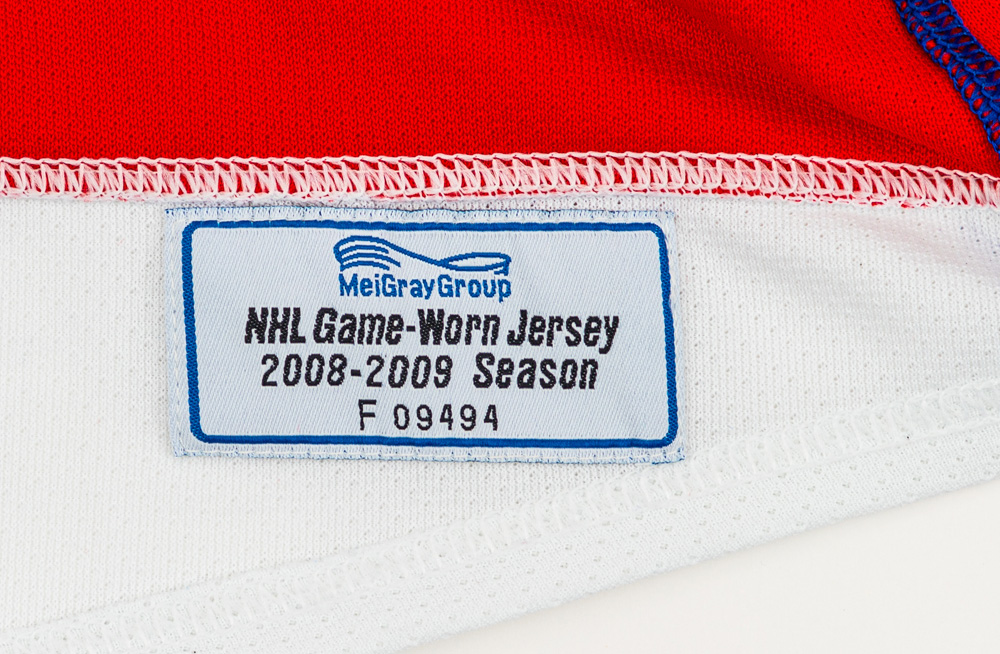 MeiGrayGroup
NHL Game-Worn Jersey
2008-2009 Season
F 09494